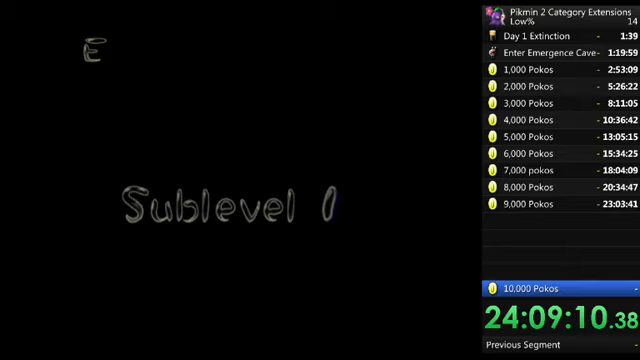 E
Sublevel 1
Pikmin 2 Category Extensions
Low%
14
Day 1 Extinction - 1:39
Enter Emergence Cave - 1:19:59
1,000 Pokos - 2:53:09
2,000 Pokos - 5:26:22
3,000 Pokos - 8:11:05
4,000 Pokos - 10:36:42
5,000 Pokos - 13:05:15
6,000 Pokos - 15:34:25
7,000 pokos - 18:04:09
8,000 Pokos - 20:34:47
9,000 Pokos - 23:03:41
10,000 Pokos -
24:09:10.38
Previous Segment -